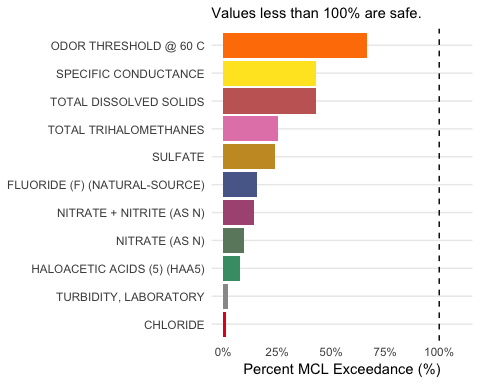 Values less than 100% are safe.
ODOR THRESHOLD @ 60 C
SPECIFIC CONDUCTANCE
TOTAL DISSOLVED SOLIDS
TOTAL TRIHALOMETHANES
SULFATE
FLUORIDE (F) (NATURAL-SOURCE)
NITRATE + NITRITE (AS N)
NITRATE (AS N)
HALOACETIC ACIDS (5) (HAA5)
TURBIDITY, LABORATORY
CHLORIDE
0% 25% 50% 75% 100%
Percent MCL Exceedance (%)